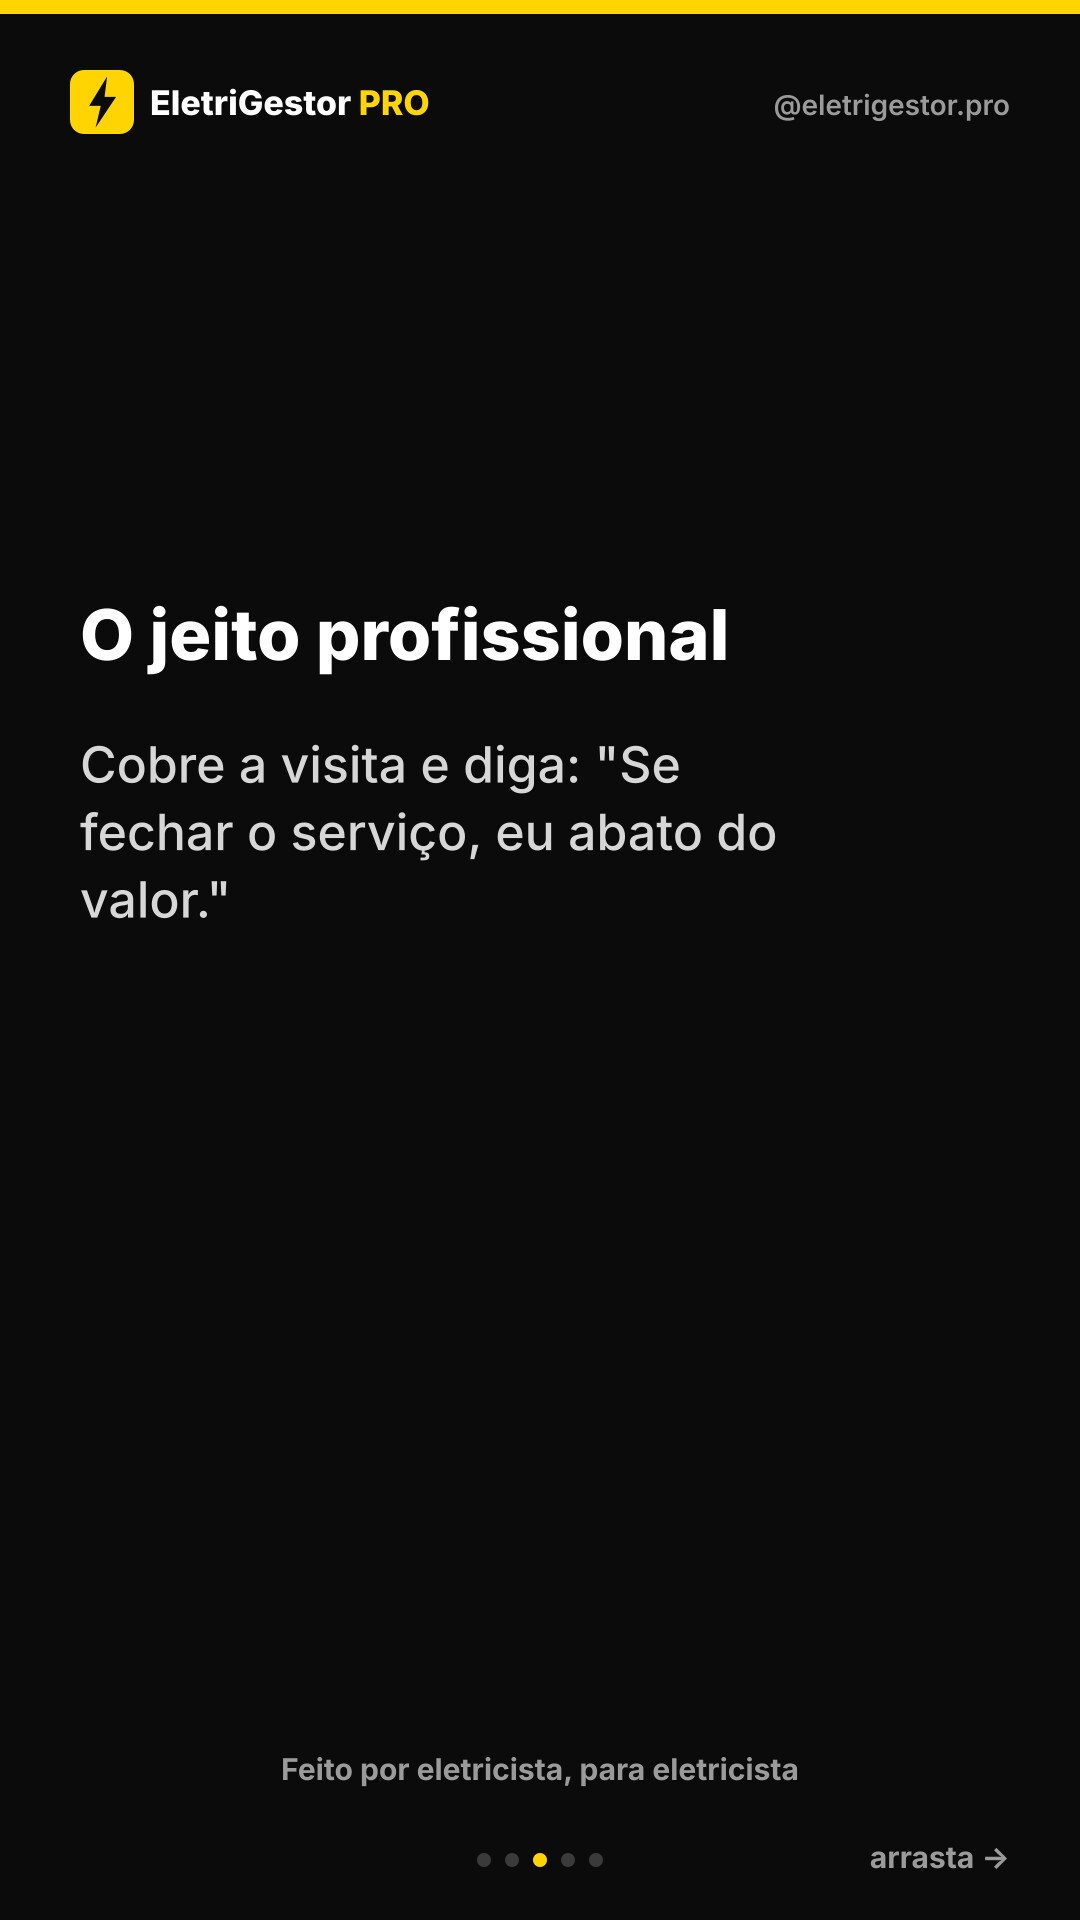 EletriGestor PRO
@eletrigestor.pro
O jeito profissional
Cobre a visita e diga: "Se
fechar o serviço, eu abato do
valor."
Feito por eletricista, para eletricista
arrasta →